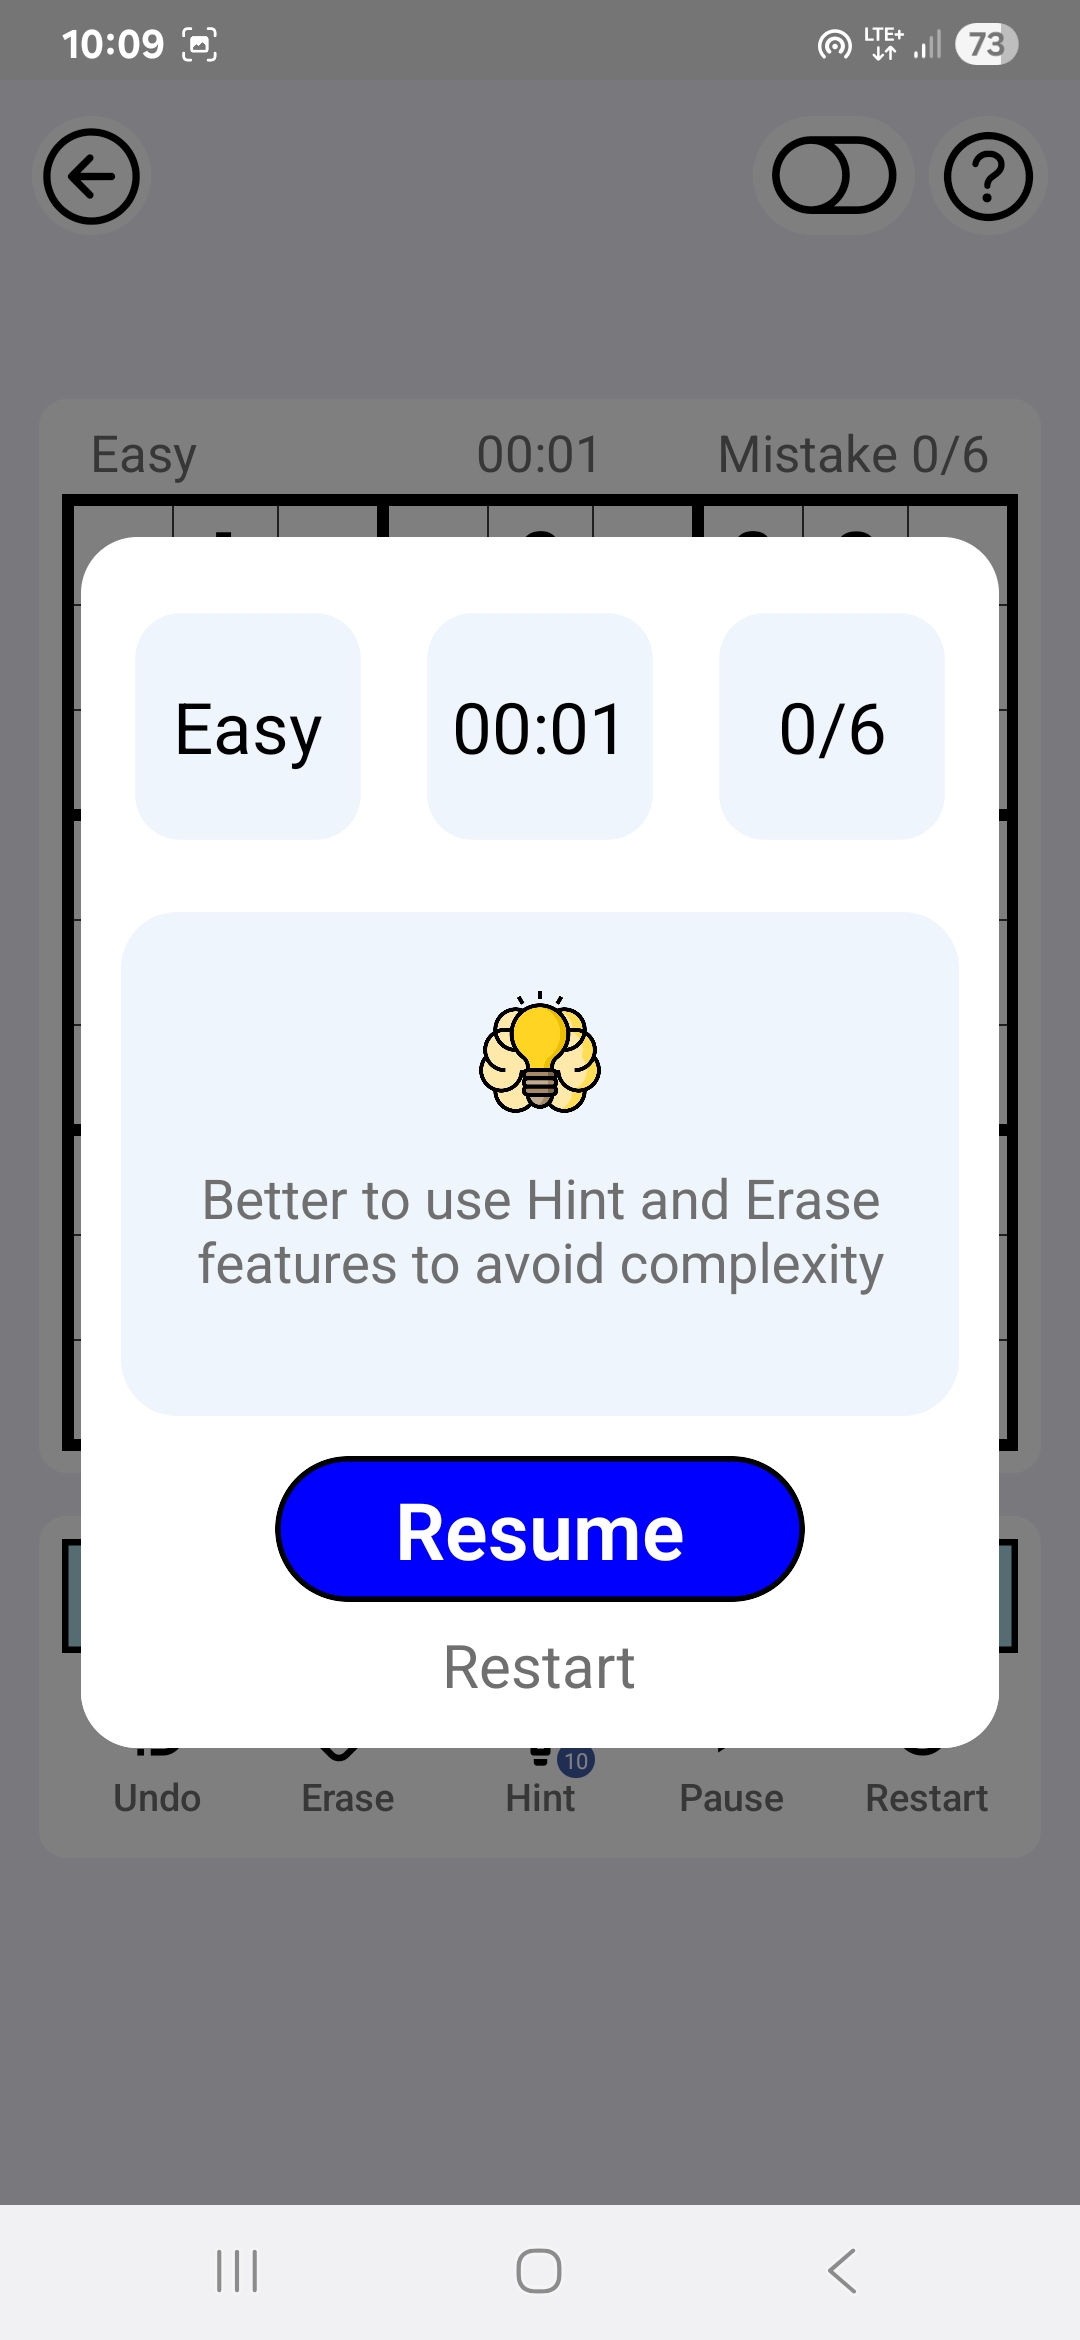 10:09
LTE+
73
Easy 00:01 Mistake 0/6
Easy
00:01
0/6
Better to use Hint and Erase
features to avoid complexity
Resume
Restart
10
Undo Erase Hint Pause Restart